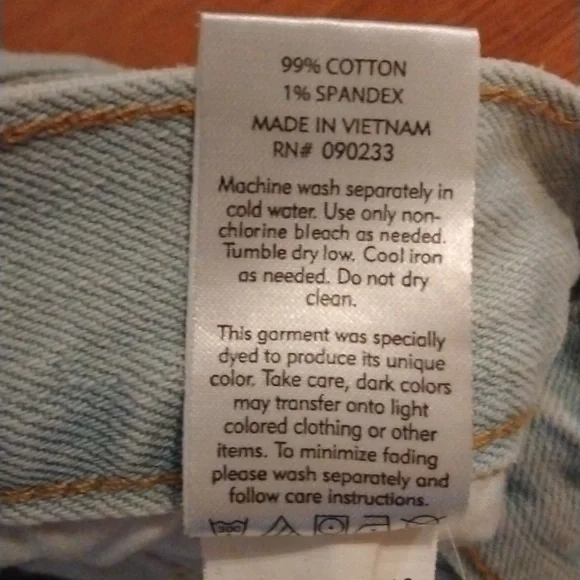 99% COTTON
1% SPANDEX
MADE IN VIETNAM
RN# 090233
Machine wash separately in
cold water. Use only non-
chlorine bleach as needed.
Tumble dry low. Cool iron
as needed. Do not dry
clean.
This garment was specially
dyed to produce its unique
color. Take care, dark colors
may transfer onto light
colored clothing or other
items. To minimize fading
please wash separately and
follow care instructions.